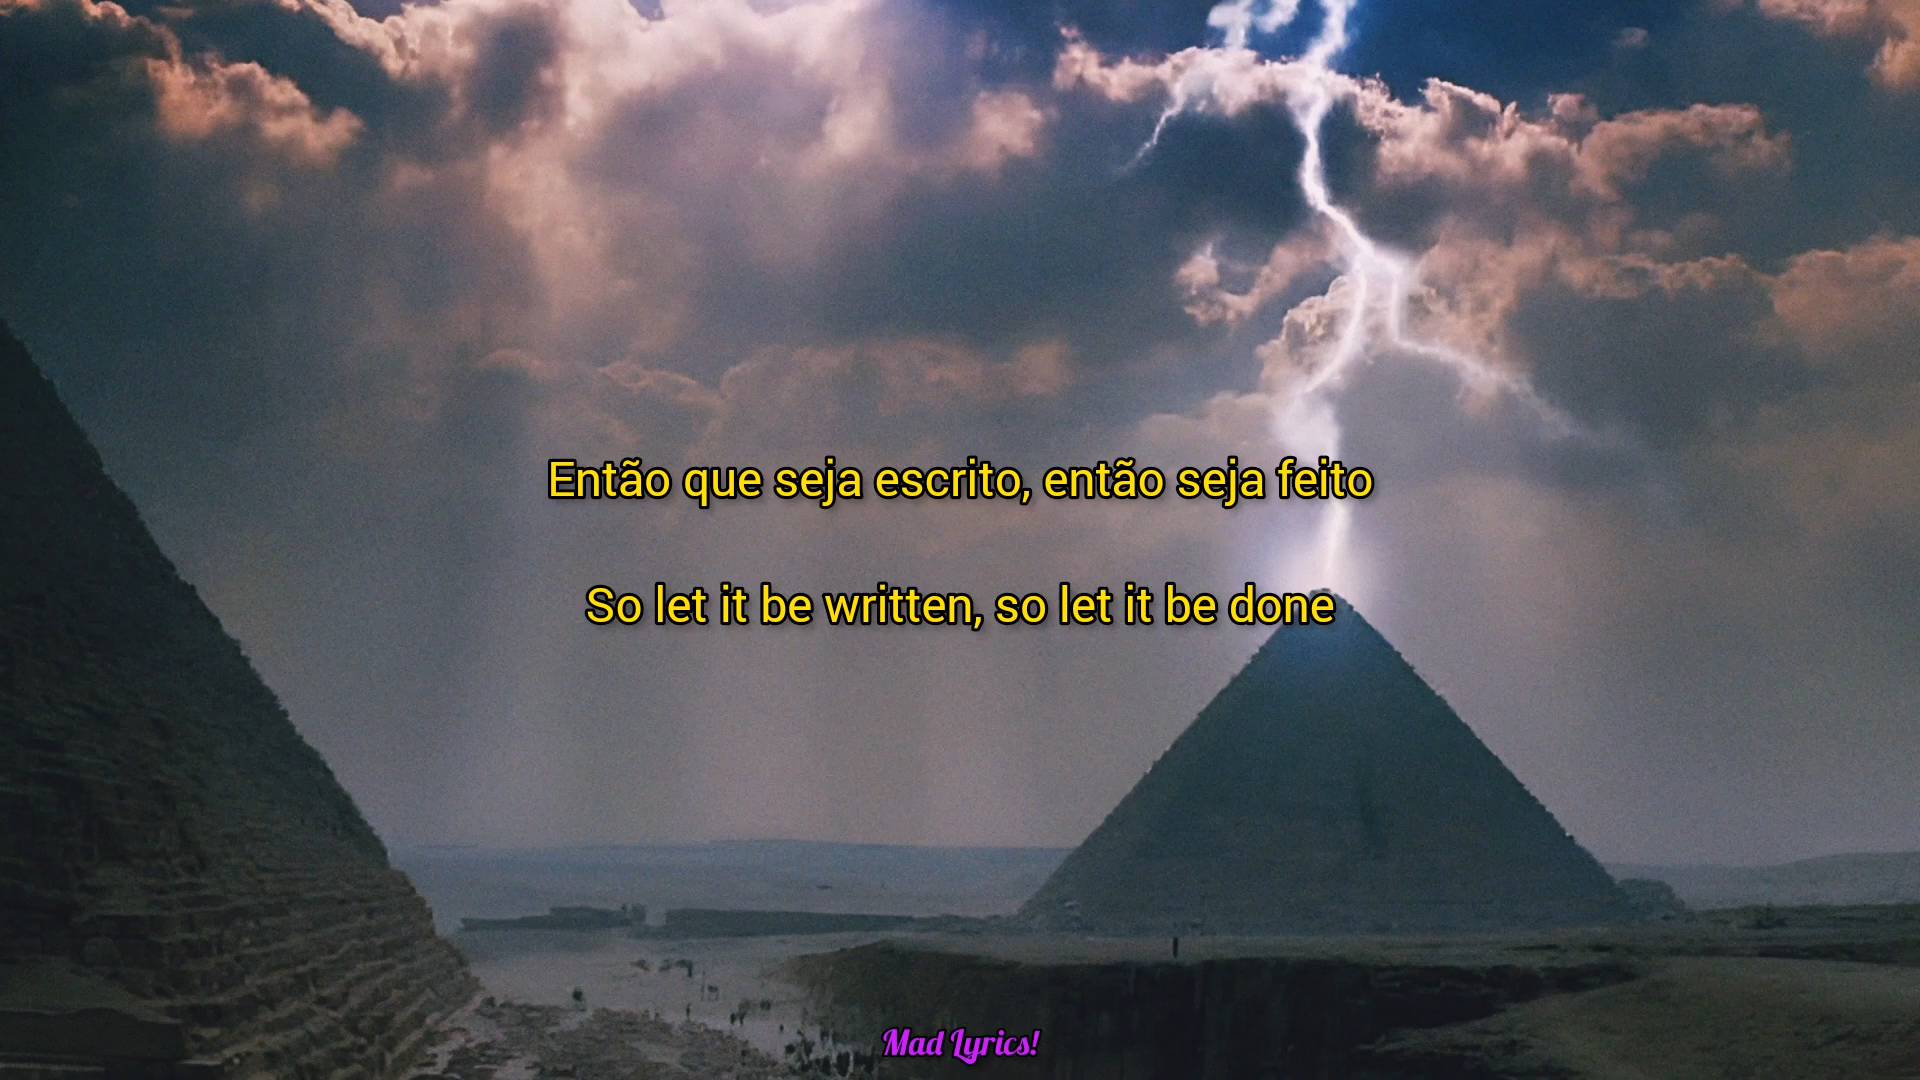 Então que seja escrito, então seja feito
So let it be written, so let it be done
Mad Lyrics!